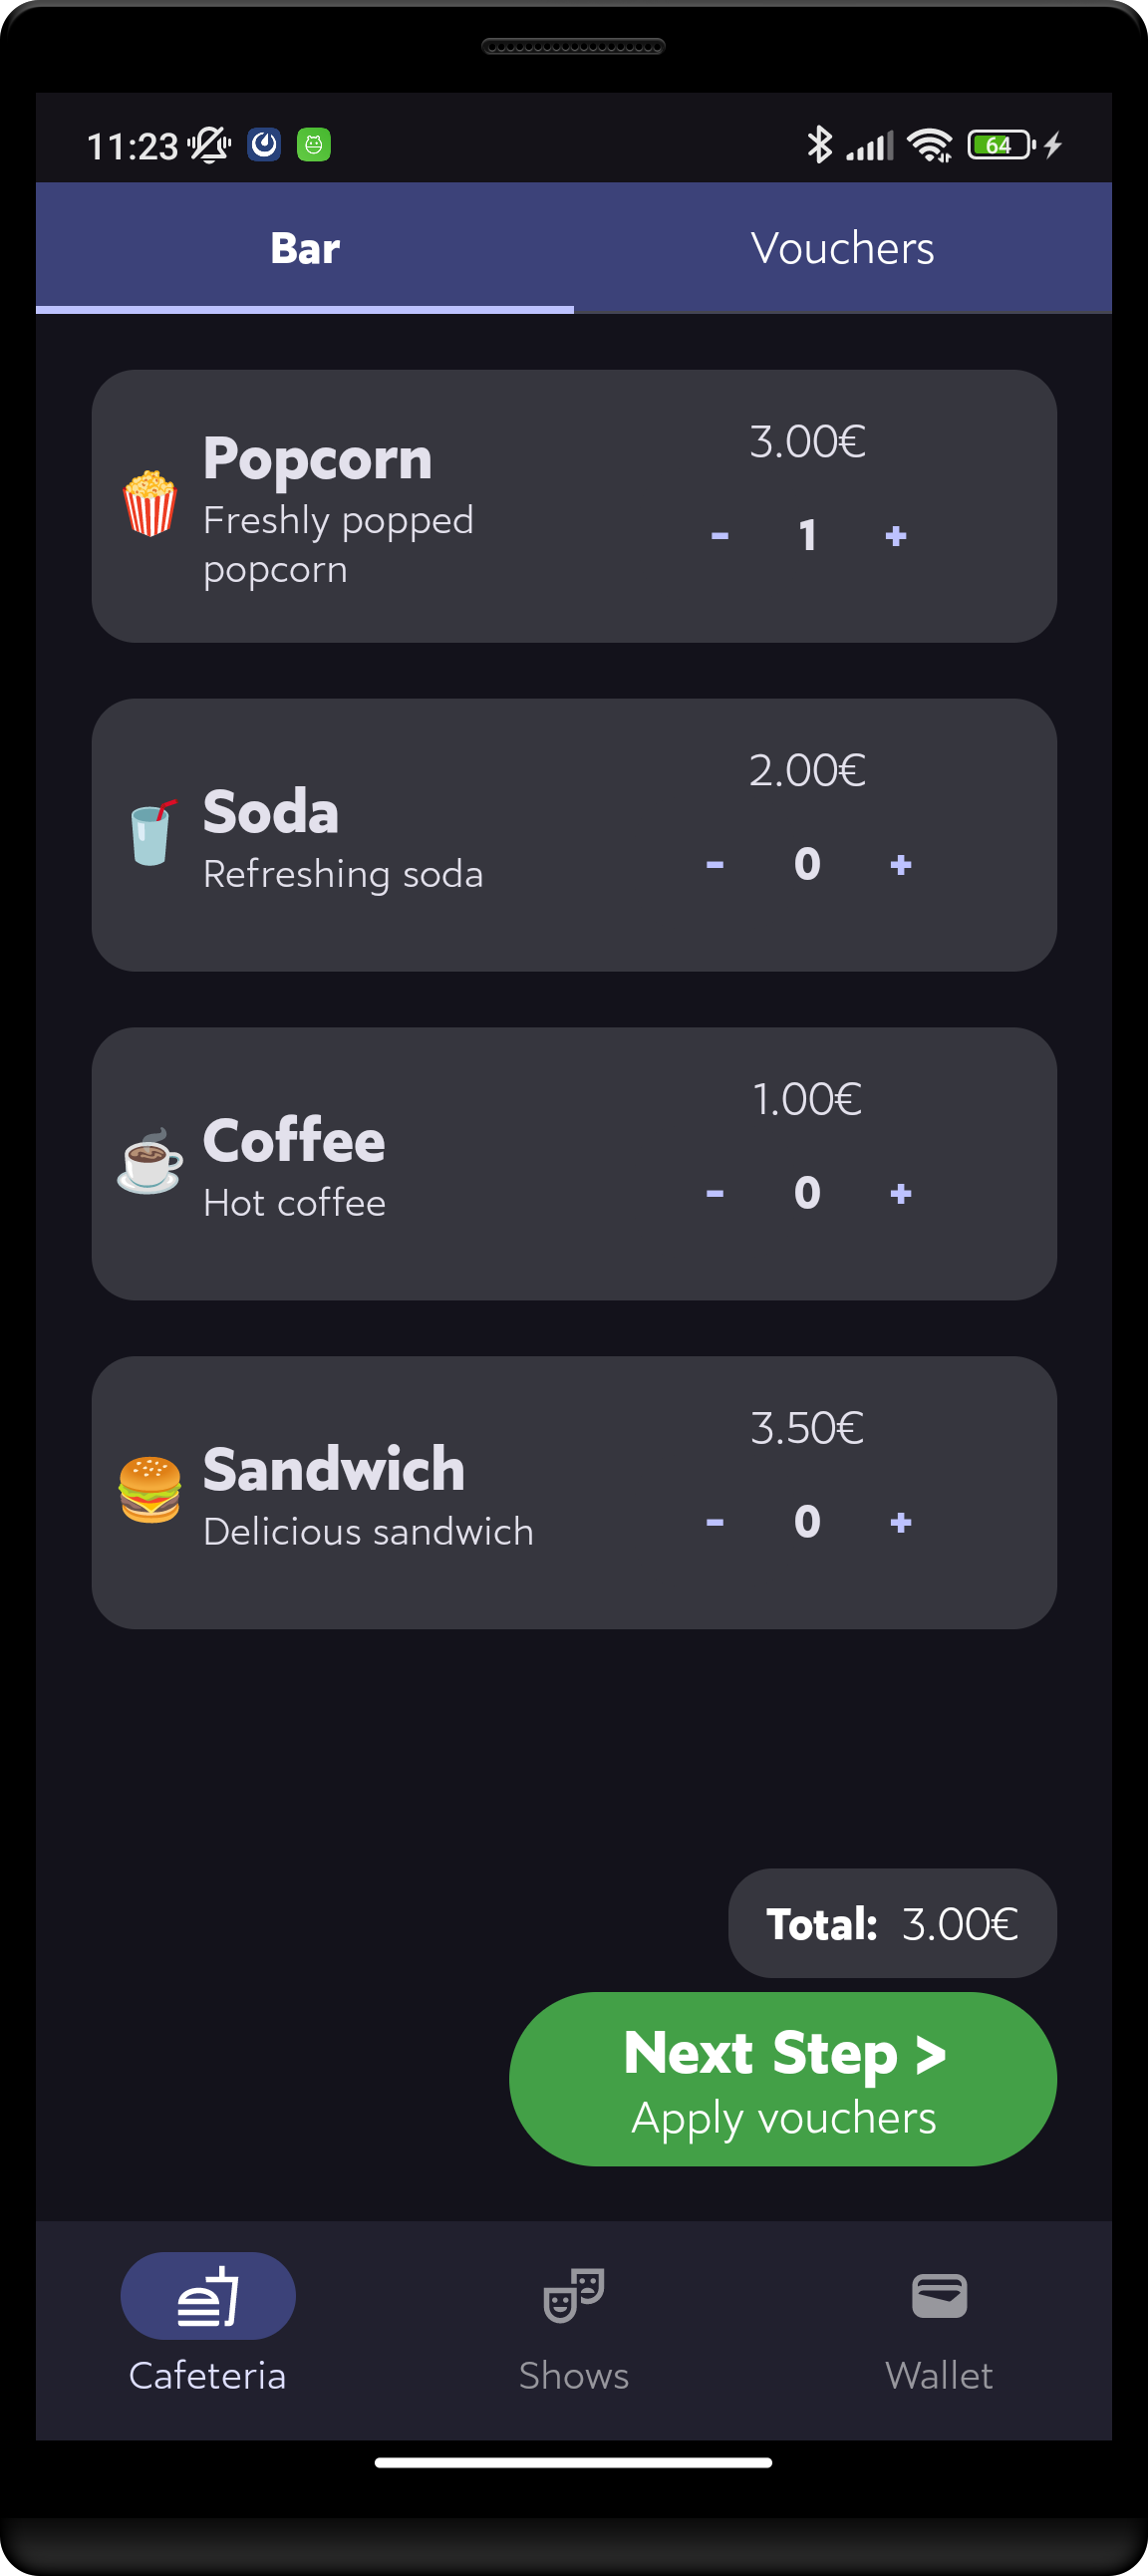 11:23
64
Bar
Vouchers
Popcorn
Freshly popped
popcorn
3.00€
- 1 +
Soda
Refreshing soda
2.00€
- 0 +
Coffee
Hot coffee
1.00€
- 0 +
Sandwich
Delicious sandwich
3.50€
- 0 +
Total: 3.00€
Next Step >
Apply vouchers
Cafeteria
Shows
Wallet